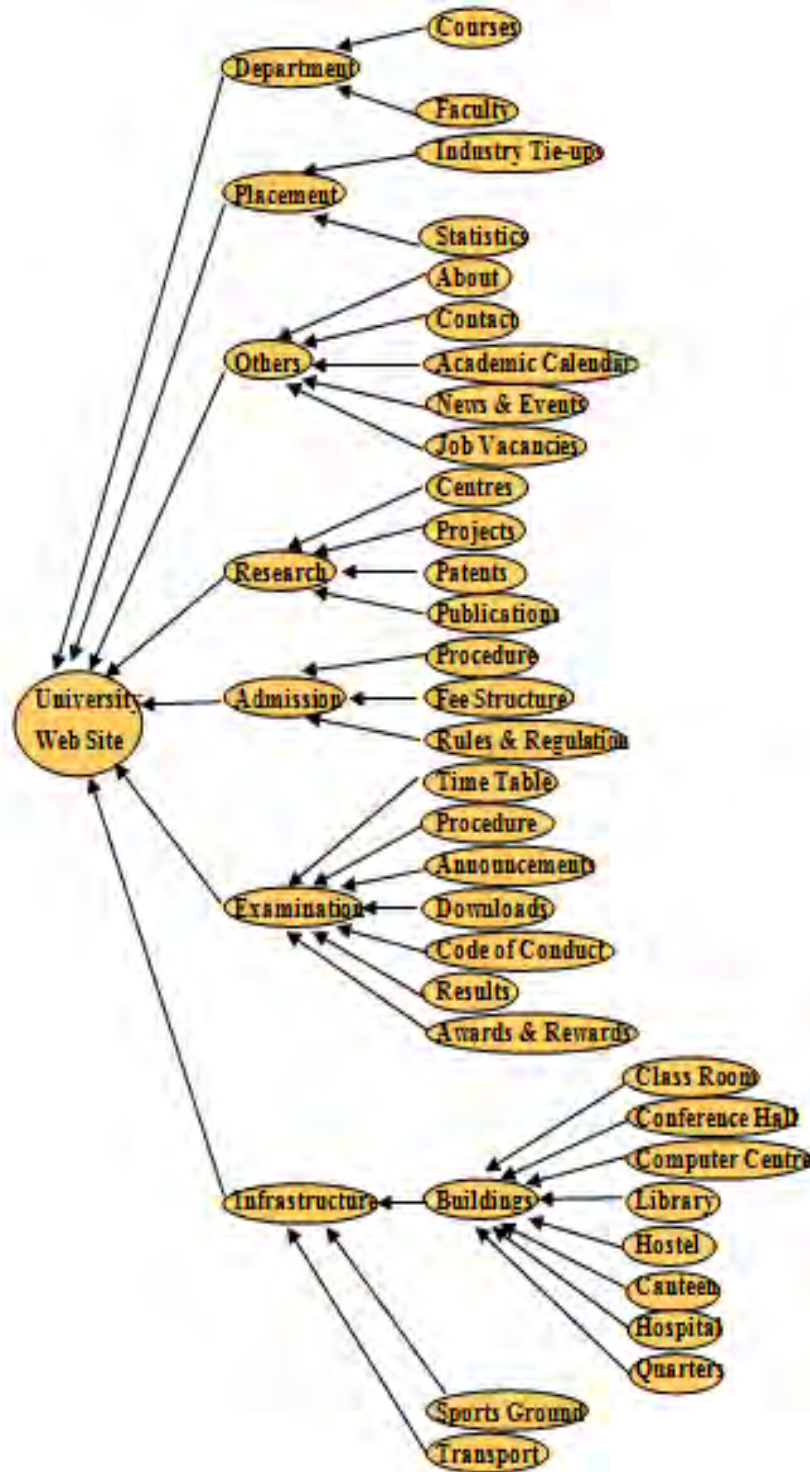 Courses
Department
Faculty
Industry Tie-ups
Placement
Statistics
About
Contact
Others
Academic Calendar
News & Events
Job Vacancies
Centres
Projects
Research
Patents
Publications
Procedure
University
Web Site
Admission
Fee Structure
Rules & Regulation
Time Table
Procedure
Announcements
Examination
Downloads
Code of Conduct
Results
Awards & Rewards
Class Room
Conference Hall
Computer Centre
Infrastructure
Buildings
Library
Hostel
Canteen
Hospital
Quarters
Sports Ground
Transport